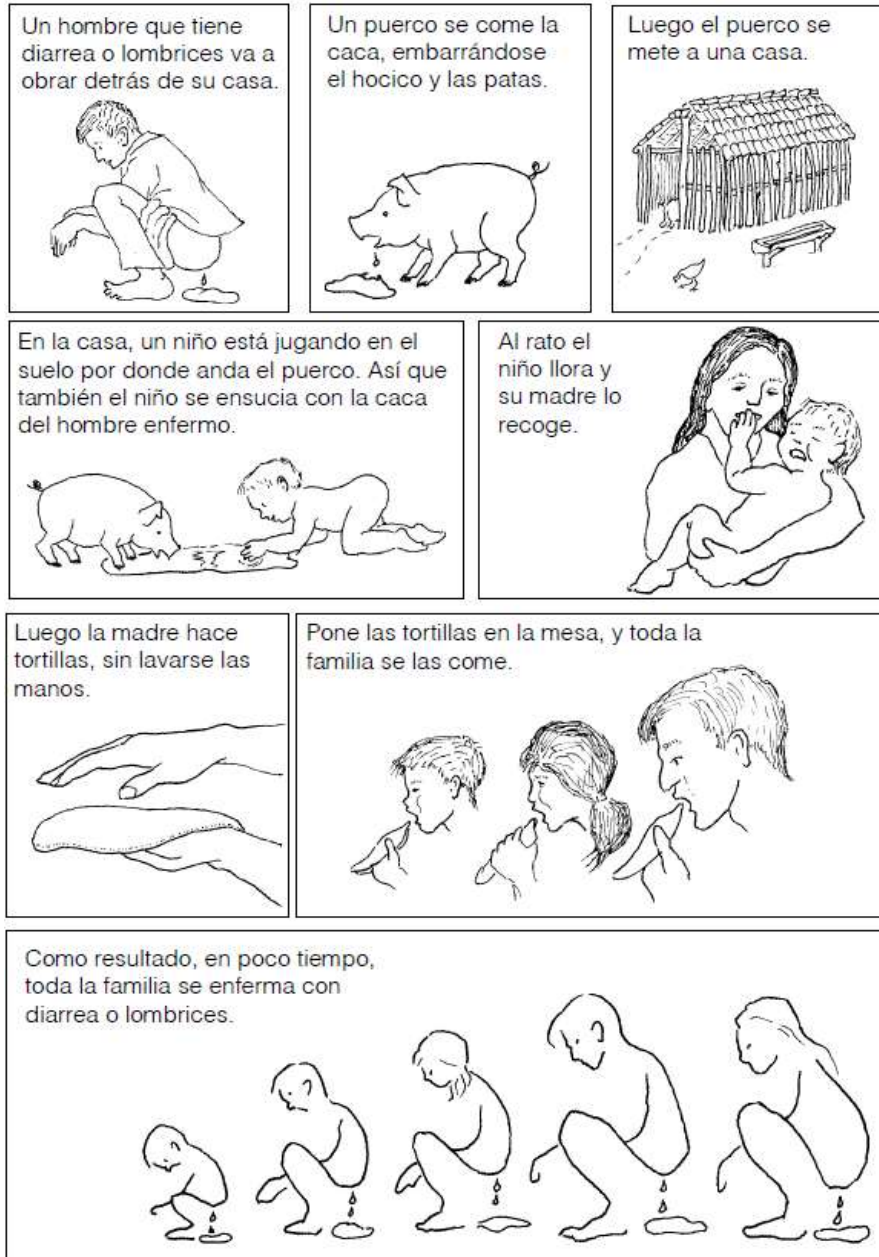 Un hombre que tiene
diarrea o lombrices va a
obrar detrás de su casa.
Un puerco se come la
caca, embarrándose
el hocico y las patas.
Luego el puerco se
mete a una casa.
En la casa, un niño está jugando en el
suelo por donde anda el puerco. Así que
también el niño se ensucia con la caca
del hombre enfermo.
Al rato el
niño llora y
su madre lo
recoge.
Luego la madre hace
tortillas, sin lavarse las
manos.
Pone las tortillas en la mesa, y toda la
familia se las come.
Como resultado, en poco tiempo,
toda la familia se enferma con
diarrea o lombrices.